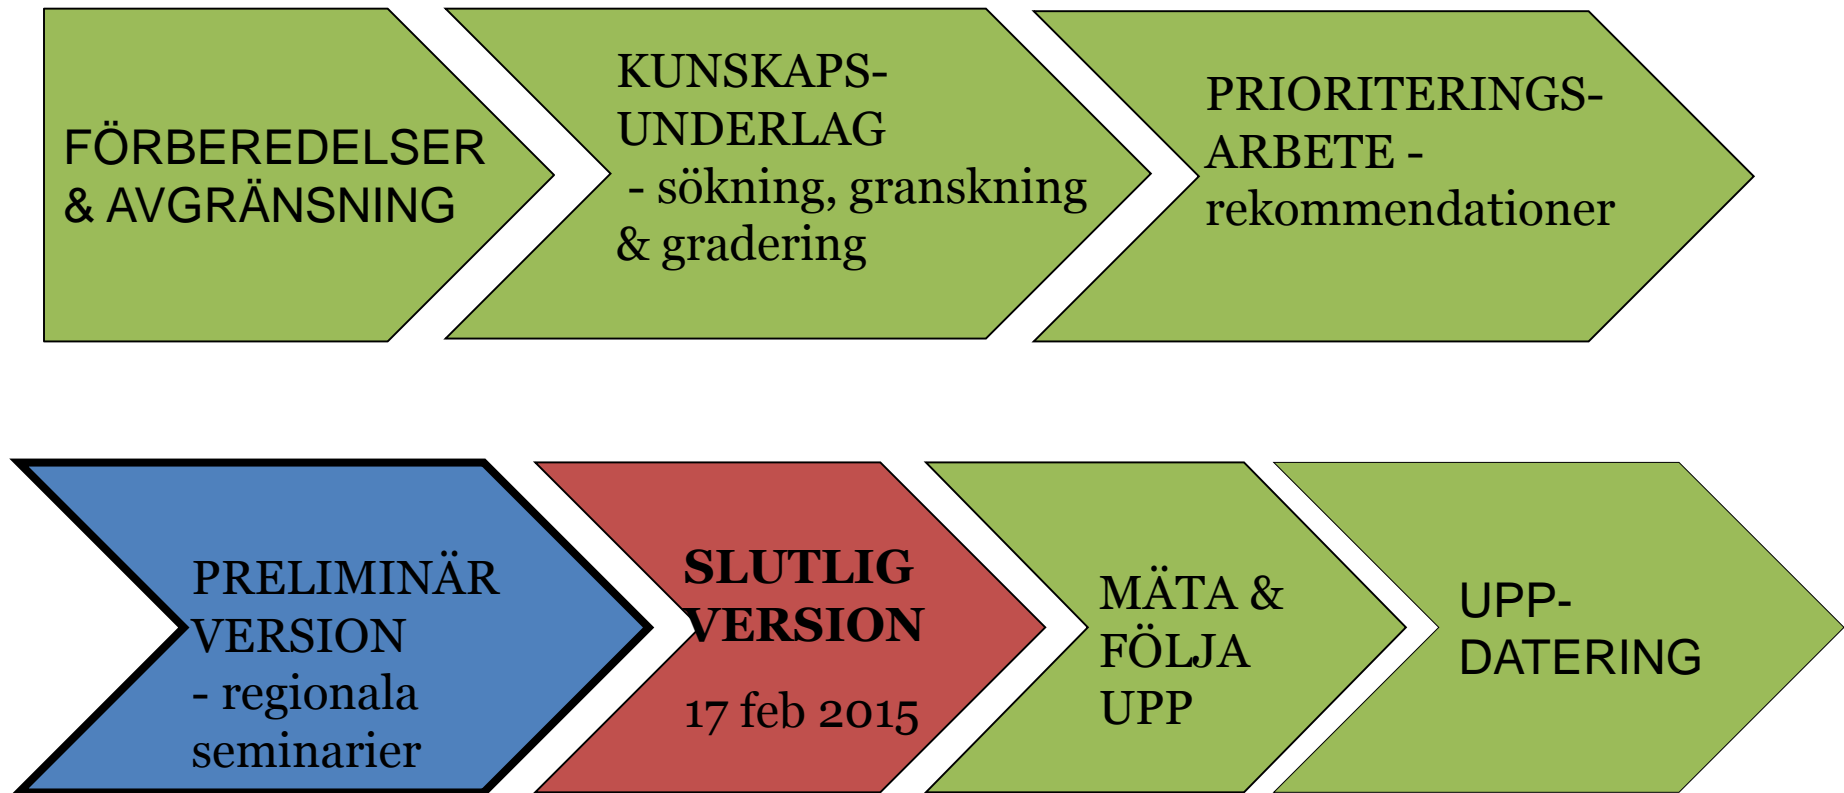 FÖRBEREDELSER
& AVGRÄNSNING
KUNSKAPS-
UNDERLAG
- sökning, granskning
& gradering
PRIORITERINGS-
ARBETE -
rekommendationer
PRELIMINÄR
VERSION
- regionala
seminarier
SLUTLIG
VERSION
17 feb 2015
MÄTA &
FÖLJA
UPP
UPP-
DATERING